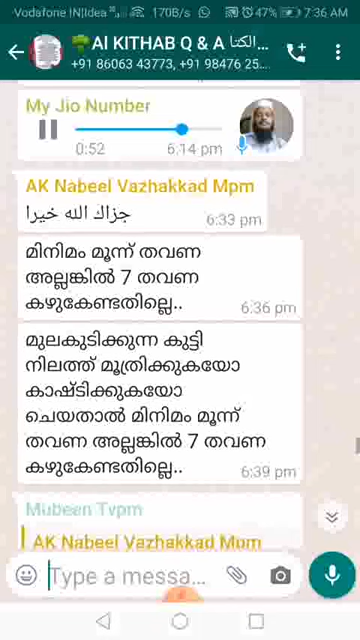 Vodafone IN|Idea 170B/s 47% 7:36 AM
Al KITHAB Q & A الكتا...
+91 86063 43773, +91 98476 25...
My Jio Number
0:52 6:14 pm
AK Nabeel Vazhakkad Mpm
جزاك الله خيرا
6:33 pm
മിനിമം മൂന്ന് തവണ
അല്ലങ്കിൽ 7 തവണ
കഴുകേണ്ടതില്ലെ..
6:36 pm
മുലകുടിക്കുന്ന കുട്ടി
നിലത്ത് മൂത്രിക്കുകയോ
കാഷ്ടിക്കുകയോ
ചെയതാൽ മിനിമം മൂന്ന്
തവണ അല്ലങ്കിൽ 7 തവണ
കഴുകേണ്ടതില്ലെ..
6:39 pm
Mubeen Tvpm
AK Nabeel Vazhakkad Mpm
Type a messa...